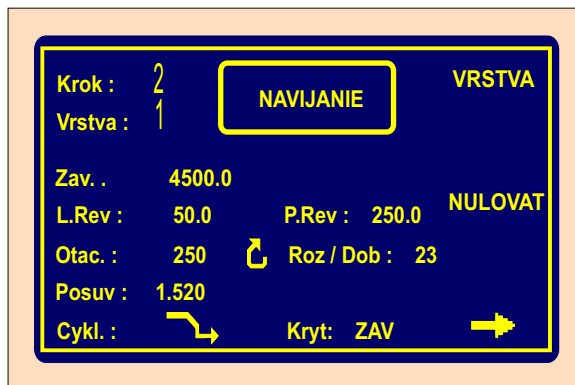 Krok : 2
NAVIJANIE
VRSTVA
Vrstva : 1
Zav. . 4500.0
NULOVAT
L.Rev : 50.0 P.Rev : 250.0
Otac. : 250 Roz / Dob : 23
Posuv : 1.520
Cykl. : Kryt: ZAV